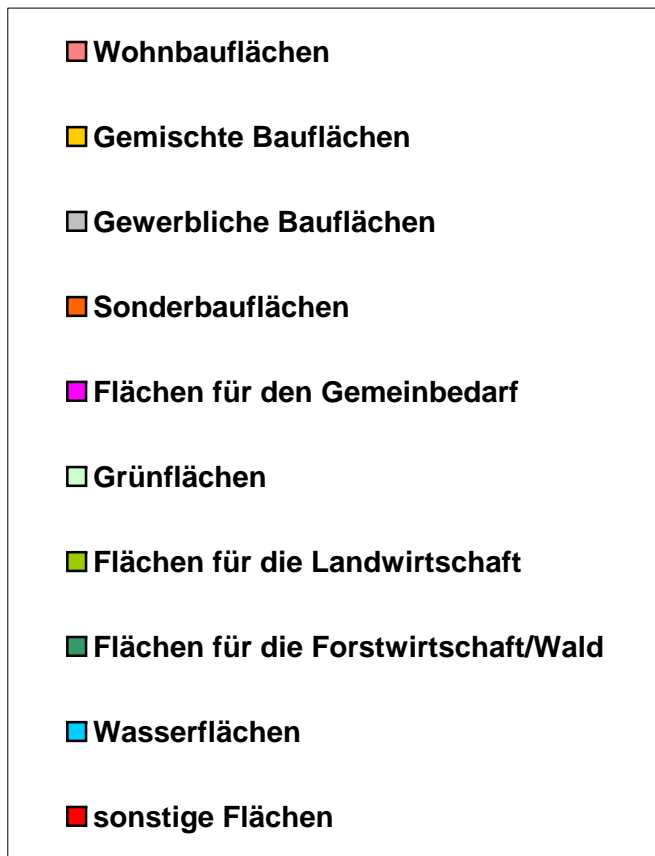 Wohnbauflächen
Gemischte Bauflächen
Gewerbliche Bauflächen
Sonderbauflächen
Flächen für den Gemeinbedarf
Grünflächen
Flächen für die Landwirtschaft
Flächen für die Forstwirtschaft/Wald
Wasserflächen
sonstige Flächen